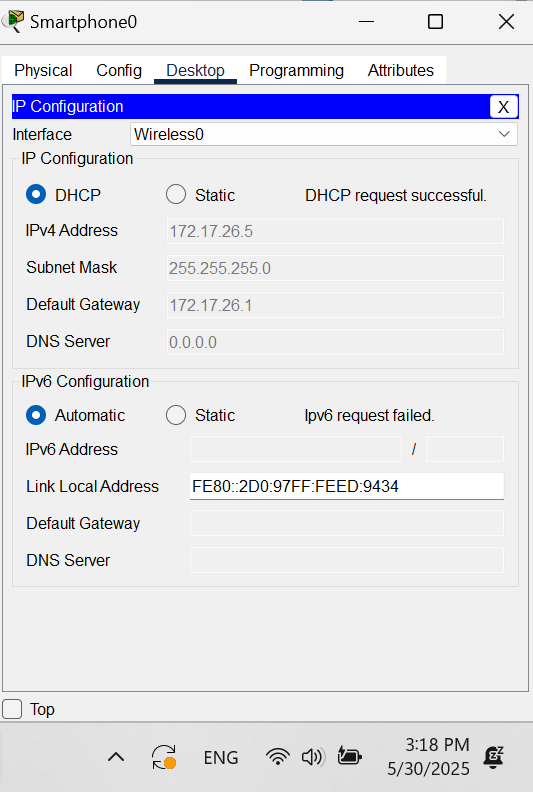 Smartphone0
Physical Config Desktop Programming Attributes
IP Configuration X
Interface Wireless0
IP Configuration
DHCP Static DHCP request successful.
IPv4 Address 172.17.26.5
Subnet Mask 255.255.255.0
Default Gateway 172.17.26.1
DNS Server 0.0.0.0
IPv6 Configuration
Automatic Static Ipv6 request failed.
IPv6 Address /
Link Local Address FE80::2D0:97FF:FEED:9434
Default Gateway
DNS Server
Top
ENG 3:18 PM
5/30/2025